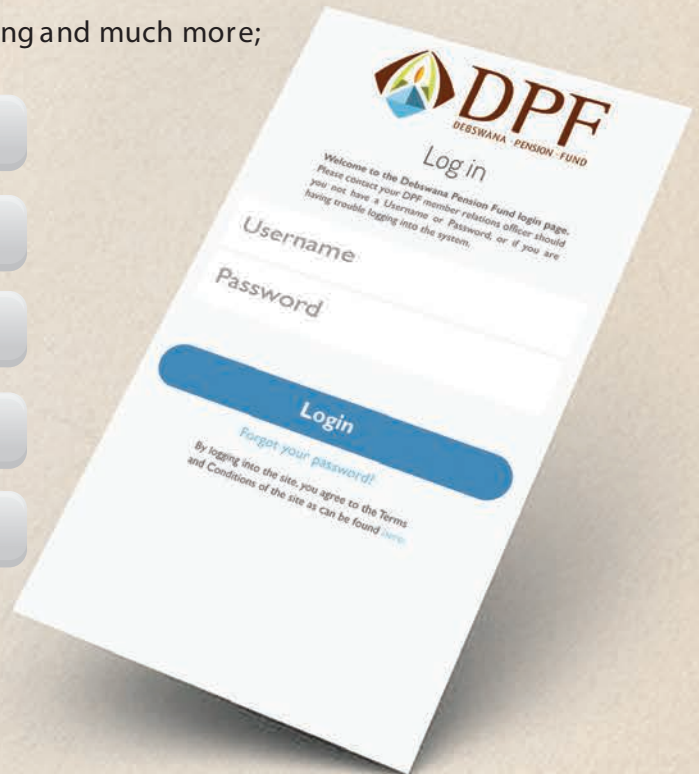 ng and much more;
DPF
DEBSWANA · PENSION · FUND
Log in
Welcome to the Debswana Pension Fund login page.
Please contact your DPF member relations officer should
you not have a Username or Password, or if you are
having trouble logging into the system.
Username
Password
Login
Forgot your password?
By logging into the site, you agree to the Terms
and Conditions of the site as can be found here.